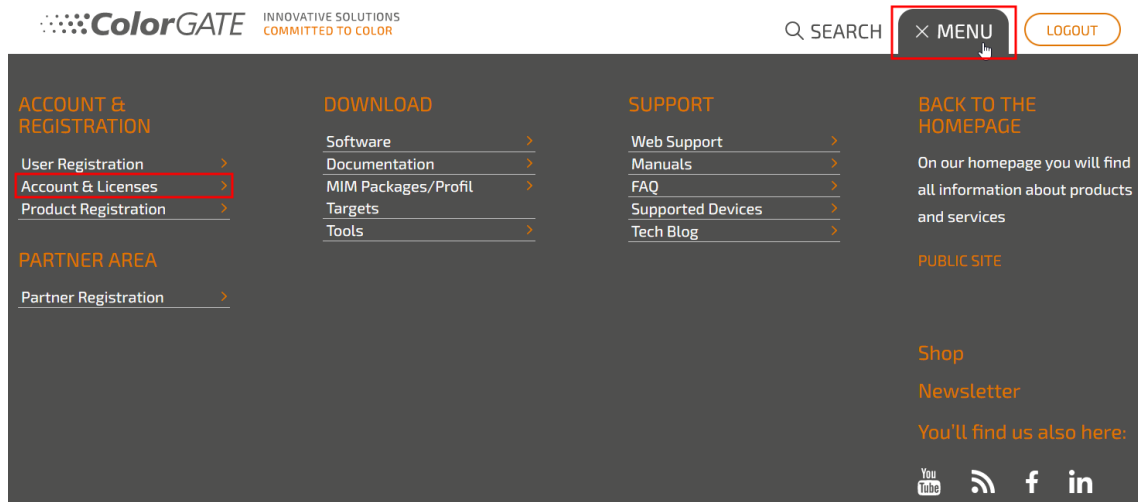 ColorGATE
INNOVATIVE SOLUTIONS
COMMITTED TO COLOR
SEARCH
MENU
LOGOUT
ACCOUNT &
REGISTRATION
User Registration
Account & Licenses
Product Registration
PARTNER AREA
Partner Registration
DOWNLOAD
Software
Documentation
MIM Packages/Profil
Targets
Tools
SUPPORT
Web Support
Manuals
FAQ
Supported Devices
Tech Blog
BACK TO THE
HOMEPAGE
On our homepage you will find
all information about products
and services
PUBLIC SITE
Shop
Newsletter
You'll find us also here:
You
Tube
f
in